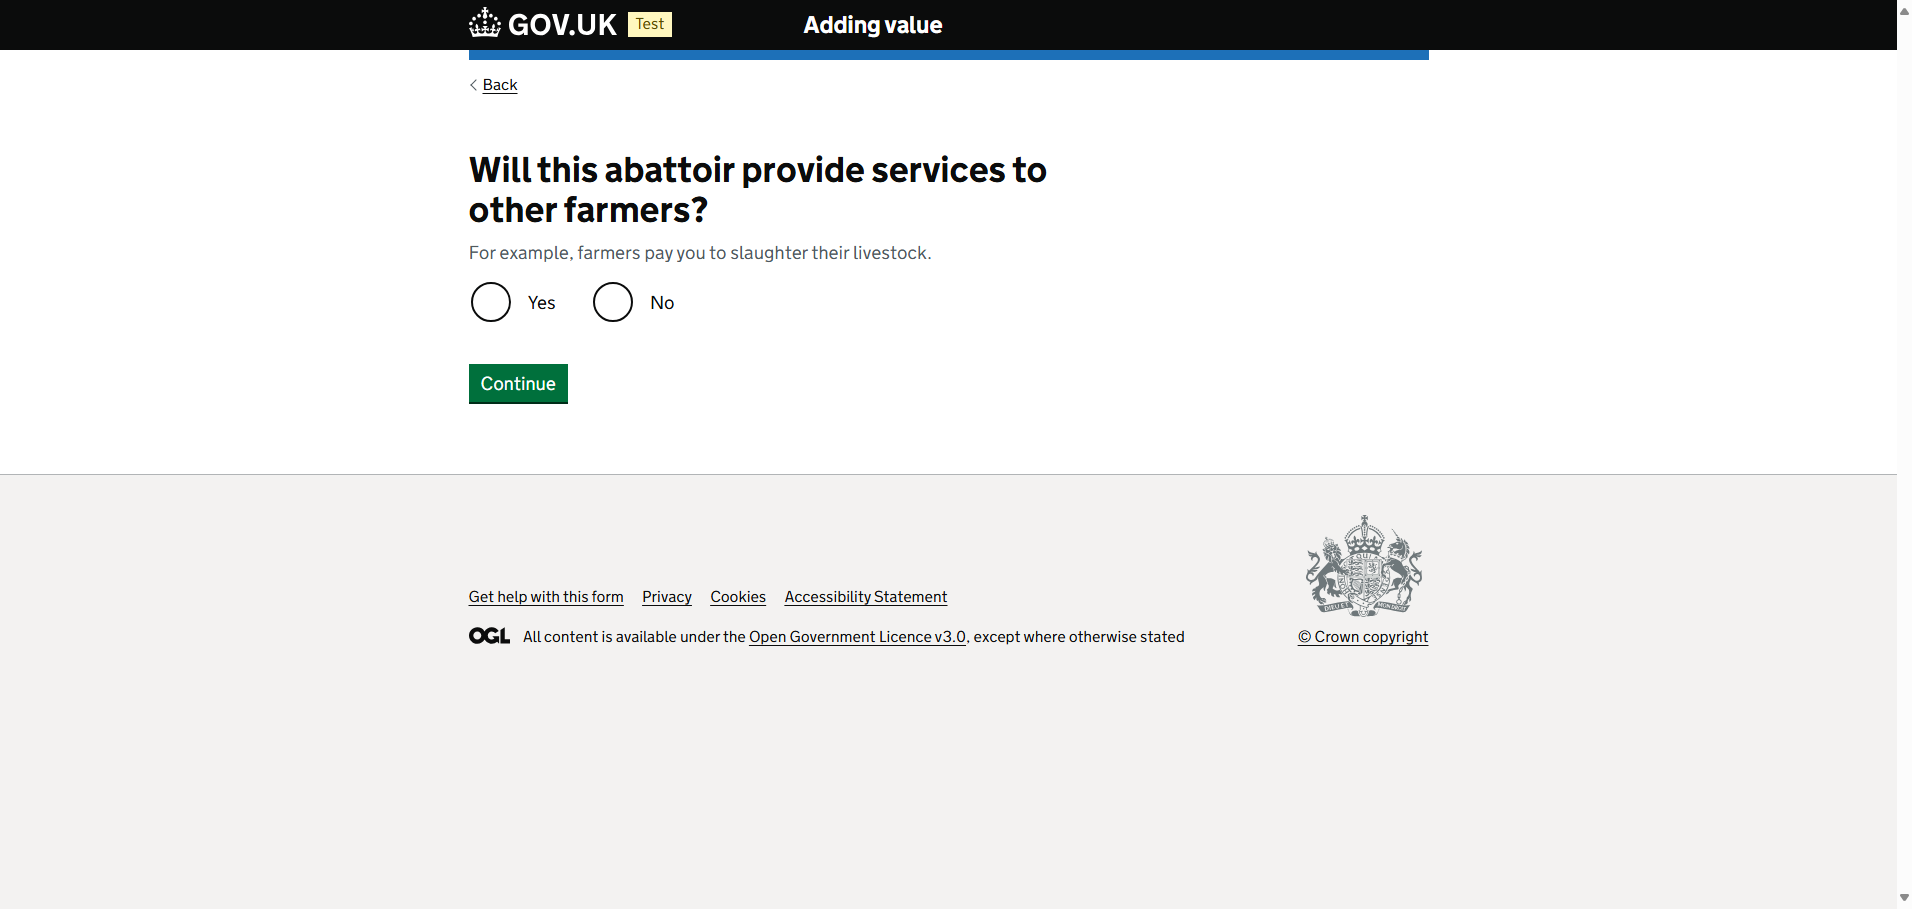 GOV.UK Test Adding value
Back
Will this abattoir provide services to
other farmers?
For example, farmers pay you to slaughter their livestock.
Yes No
Continue
Get help with this form Privacy Cookies Accessibility Statement
OGL All content is available under the Open Government Licence v3.0, except where otherwise stated
© Crown copyright